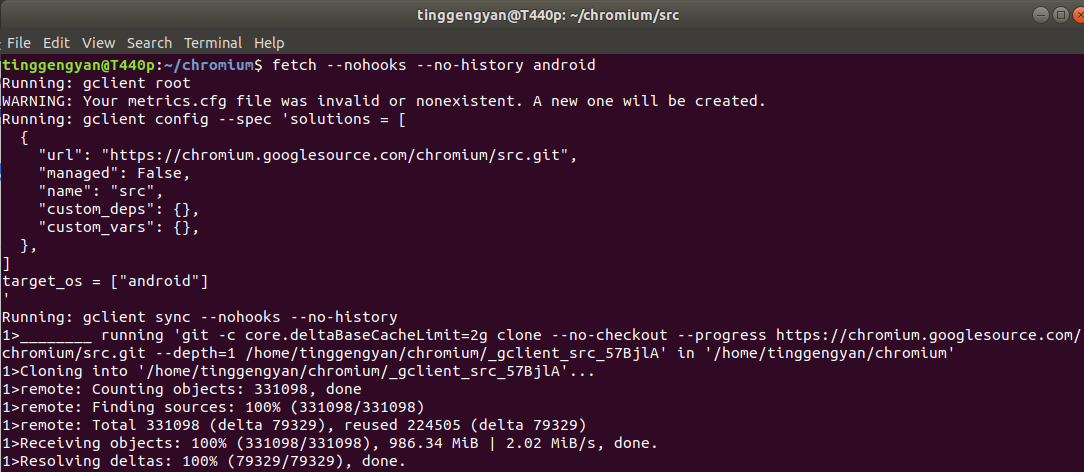 tinggengyan@T440p: ~/chromium/src
File Edit View Search Terminal Help
tinggengyan@T440p:~/chromium$ fetch --nohooks --no-history android
Running: gclient root
WARNING: Your metrics.cfg file was invalid or nonexistent. A new one will be created.
Running: gclient config --spec 'solutions = [
  {
    "url": "https://chromium.googlesource.com/chromium/src.git",
    "managed": False,
    "name": "src",
    "custom_deps": {},
    "custom_vars": {},
  },
]
target_os = ["android"]
'
Running: gclient sync --nohooks --no-history
1>________ running 'git -c core.deltaBaseCacheLimit=2g clone --no-checkout --progress https://chromium.googlesource.com/
chromium/src.git --depth=1 /home/tinggengyan/chromium/_gclient_src_57BjlA' in '/home/tinggengyan/chromium'
1>Cloning into '/home/tinggengyan/chromium/_gclient_src_57BjlA'...
1>remote: Counting objects: 331098, done
1>remote: Finding sources: 100% (331098/331098)
1>remote: Total 331098 (delta 79329), reused 224505 (delta 79329)
1>Receiving objects: 100% (331098/331098), 986.34 MiB | 2.02 MiB/s, done.
1>Resolving deltas: 100% (79329/79329), done.